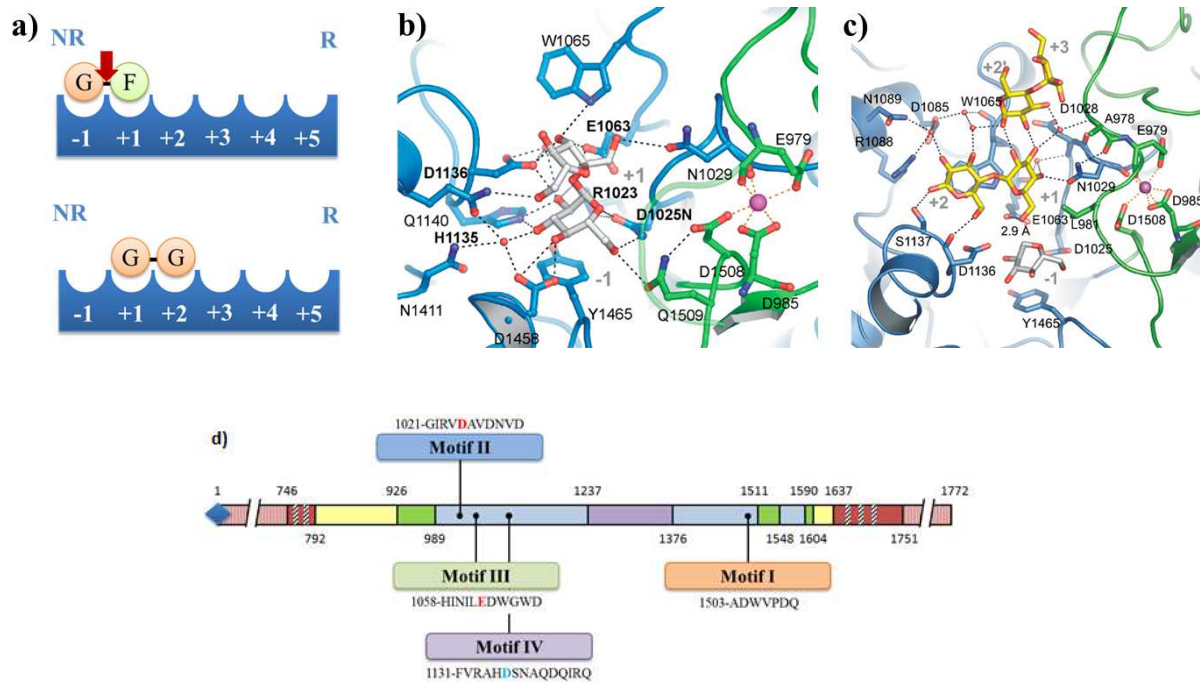 a)
NR R
G F
-1 +1 +2 +3 +4 +5
NR R
G G
-1 +1 +2 +3 +4 +5
b)
W1065
E1063
E979
+1
D1136
N1029
R1023
Q1140
D1025N
H1135
-1
D1508
N1411
D985
Y1465
Q1509
D1458
c)
+3
+2'
N1089
D1085
W1065
D1028
A978
R1088
E979
+1
N1029
+2
D985
E1063
L981
D1508
2.9 Å
S1137
D1025
D1136
-1
Y1465
d)
1021-GIRVDAVDNVD
Motif II
1 746 926 1237 1511 1590 1637 1772
792 989 1376 1548 1604 1751
Motif III
Motif I
1058-HINILEDWGWD
1503-ADWVPDQ
Motif IV
1131-FVRAHDSNAQDQIRQ